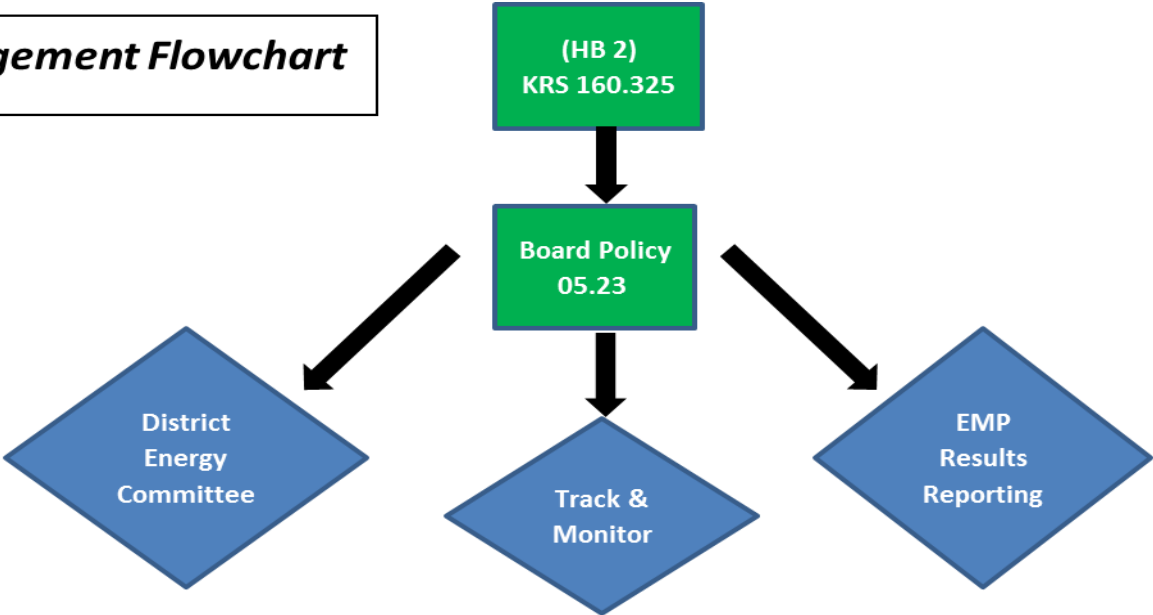 gement Flowchart
(HB 2)
KRS 160.325
Board Policy
05.23
District
Energy
Committee
Track &
Monitor
EMP
Results
Reporting